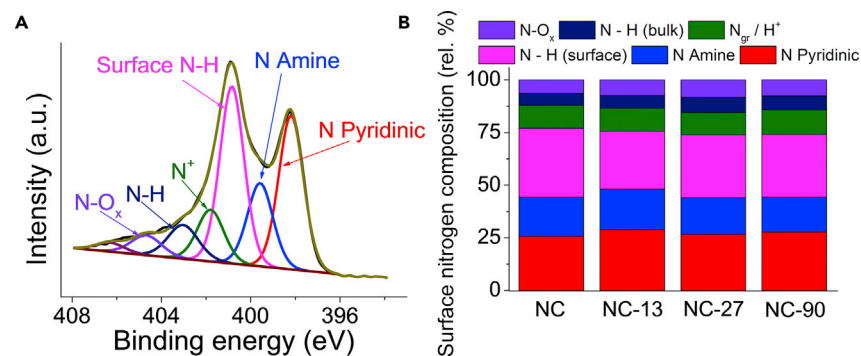 A
Surface N-H
N Amine
N Pyridinic
N⁺
N-H
N-Oₓ
Intensity (a.u.)
408 404 400 396
Binding energy (eV)
B
N-Oₓ N - H (bulk) N_gr / H⁺
N - H (surface) N Amine N Pyridinic
Surface nitrogen composition (rel. %)
100
75
50
25
0
NC NC-13 NC-27 NC-90